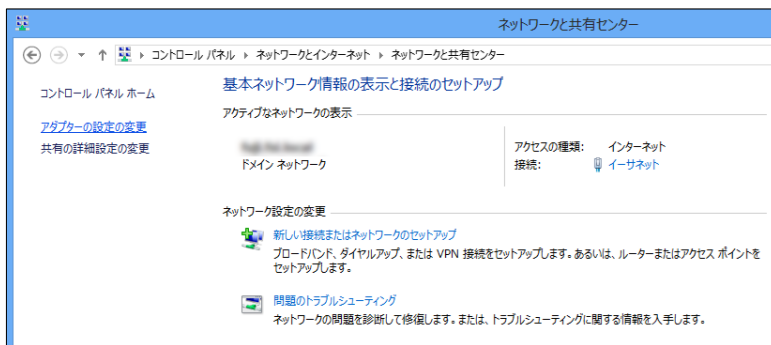 ネットワークと共有センター
コントロール パネル ネットワークとインターネット ネットワークと共有センター
コントロール パネル ホーム
アダプターの設定の変更
共有の詳細設定の変更
基本ネットワーク情報の表示と接続のセットアップ
アクティブなネットワークの表示
ドメイン ネットワーク
アクセスの種類: インターネット
接続: イーサネット
ネットワーク設定の変更
新しい接続またはネットワークのセットアップ
ブロードバンド、ダイヤルアップ、または VPN 接続をセットアップします。あるいは、ルーターまたはアクセス ポイントを
セットアップします。
問題のトラブルシューティング
ネットワークの問題を診断して修復します。または、トラブルシューティングに関する情報を入手します。